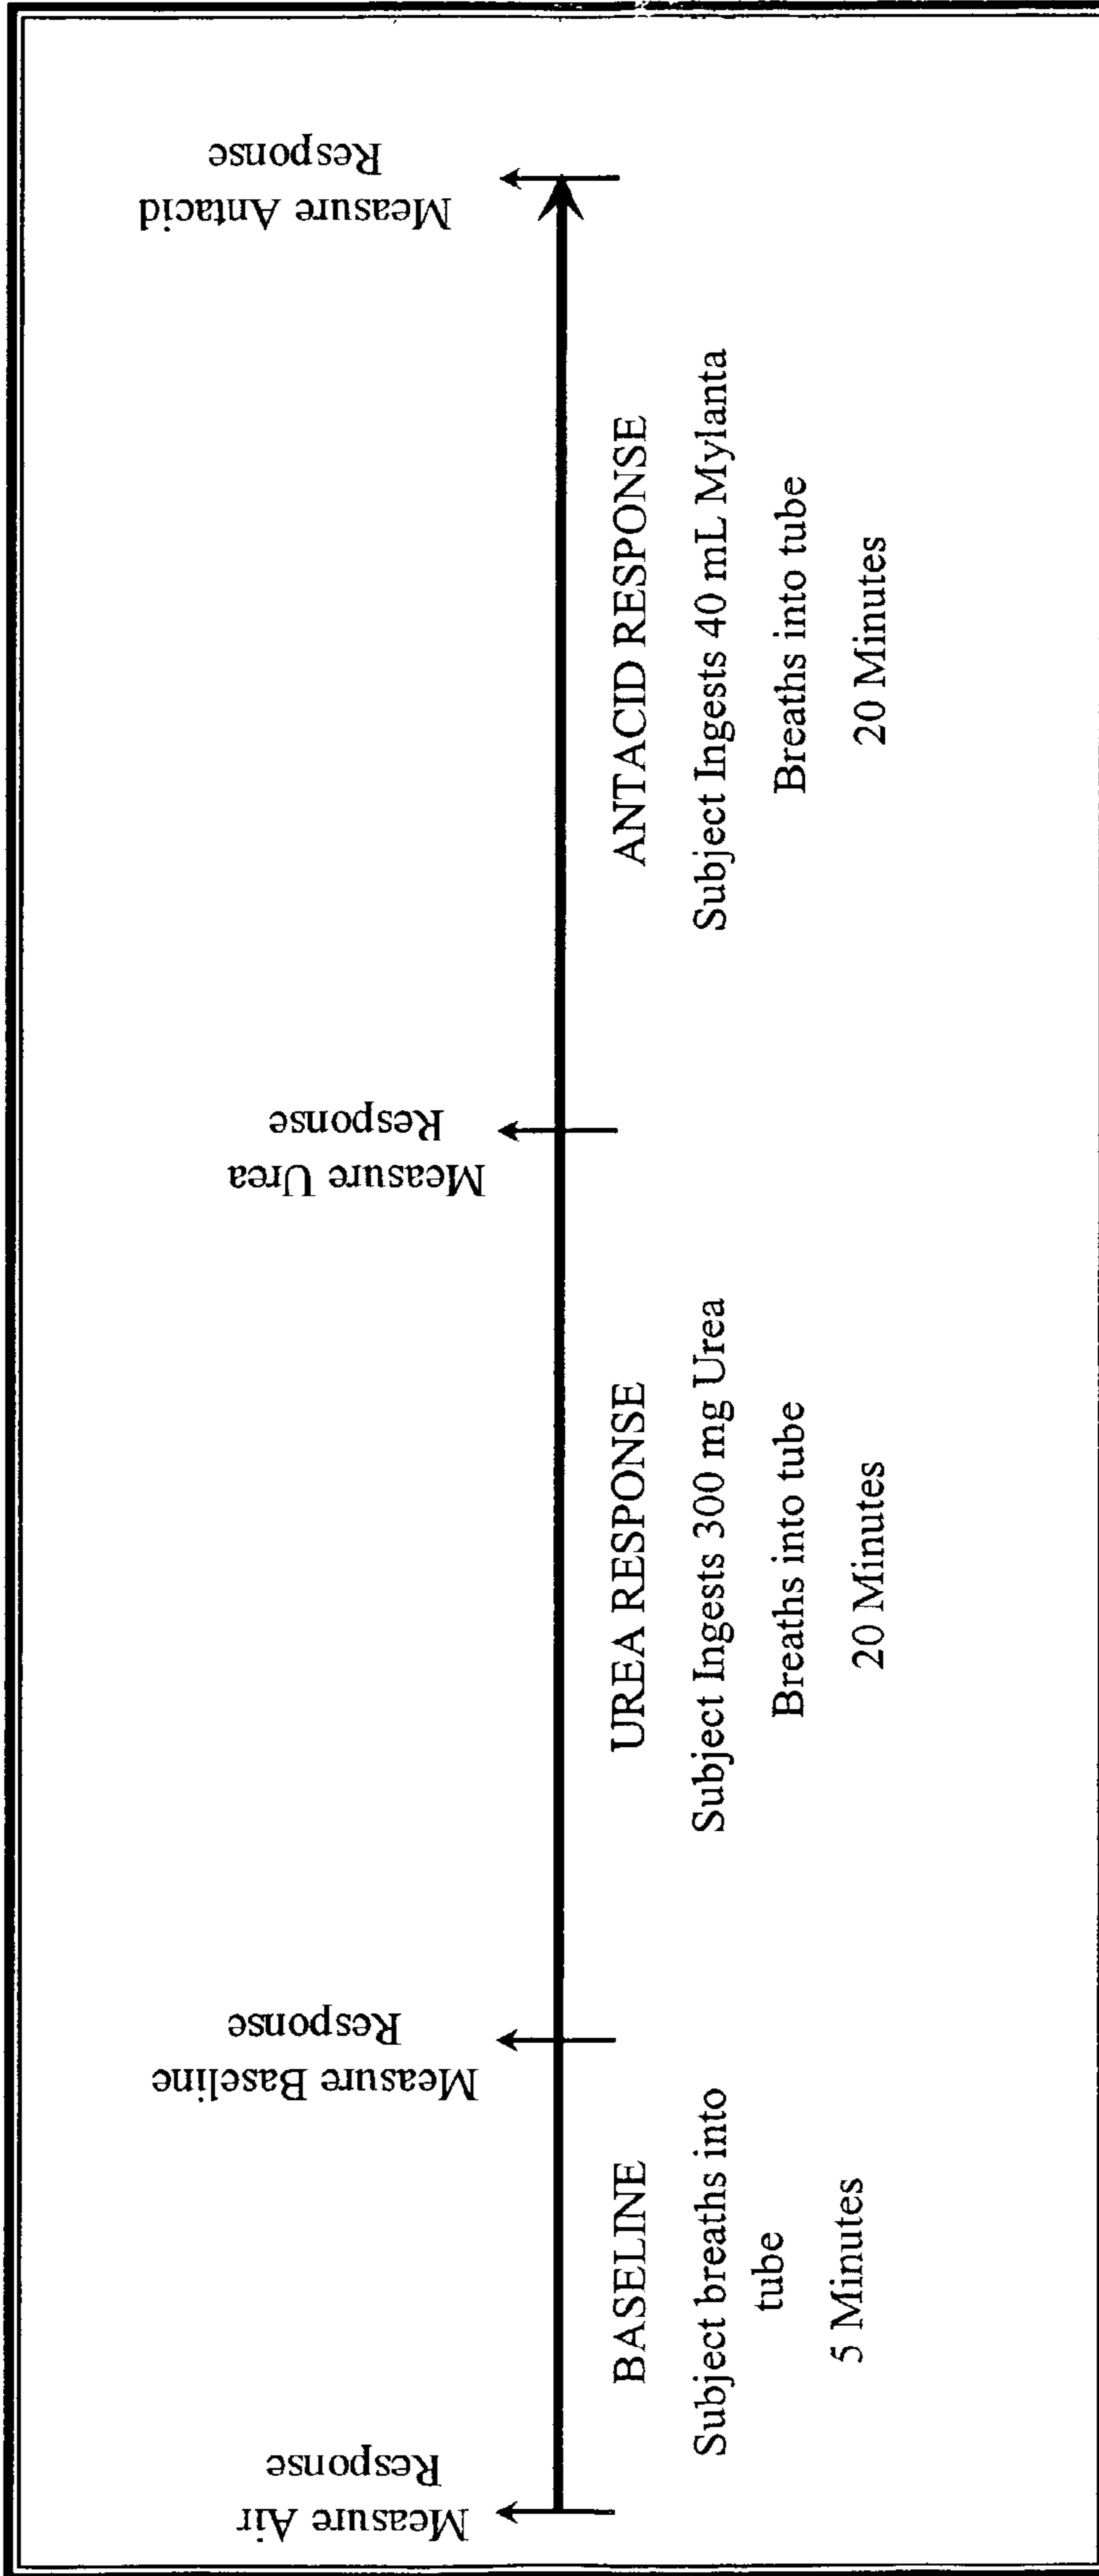 Measure Air
Response
Measure Baseline
Response
Measure Urea
Response
Measure Antacid
Response
BASELINE
Subject breaths into
tube
5 Minutes
UREA RESPONSE
Subject Ingests 300 mg Urea
Breaths into tube
20 Minutes
ANTACID RESPONSE
Subject Ingests 40 mL Mylanta
Breaths into tube
20 Minutes